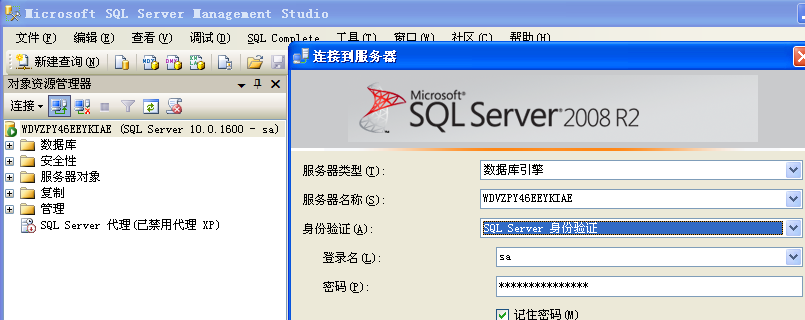 Microsoft SQL Server Management Studio
文件(F) 编辑(E) 查看(V) 调试(D) SQL Complete 工具(T) 窗口(W) 社区(C) 帮助(H)
新建查询(N)
对象资源管理器
连接
WDVZPY46EEYKIAE (SQL Server 10.0.1600 - sa)
数据库
安全性
服务器对象
复制
管理
SQL Server 代理(已禁用代理 XP)
连接到服务器
Microsoft®
SQL Server® 2008 R2
服务器类型(T): 数据库引擎
服务器名称(S): WDVZPY46EEYKIAE
身份验证(A): SQL Server 身份验证
登录名(L): sa
密码(P): ***************
记住密码(M)